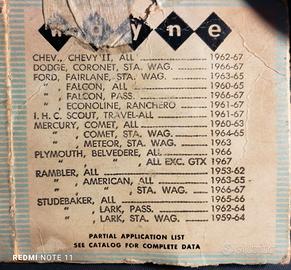 wayne
CHEV., CHEVY II, ALL 1962-67
DODGE, CORONET, STA. WAG. 1966-67
FORD, FAIRLANE, STA. WAG. 1963-65
" , FALCON, ALL 1960-65
" , FALCON, PASS. 1966-67
" , ECONOLINE, RANCHERO 1961-67
I.H.C. SCOUT, TRAVEL-ALL 1961-67
MERCURY, COMET, ALL 1960-63
" , COMET, STA. WAG. 1964-65
" , METEOR, STA. WAG. 1963
PLYMOUTH, BELVEDERE, ALL 1966
" " , ALL EXC. GTX 1967
RAMBLER, ALL 1953-62
" , AMERICAN, ALL 1963-65
" " , STA. WAG. 1966-67
STUDEBAKER, ALL 1965-66
" , LARK, PASS. 1962-64
" , LARK, STA. WAG. 1959-64
PARTIAL APPLICATION LIST
SEE CATALOG FOR COMPLETE DATA
REDMI NOTE 11